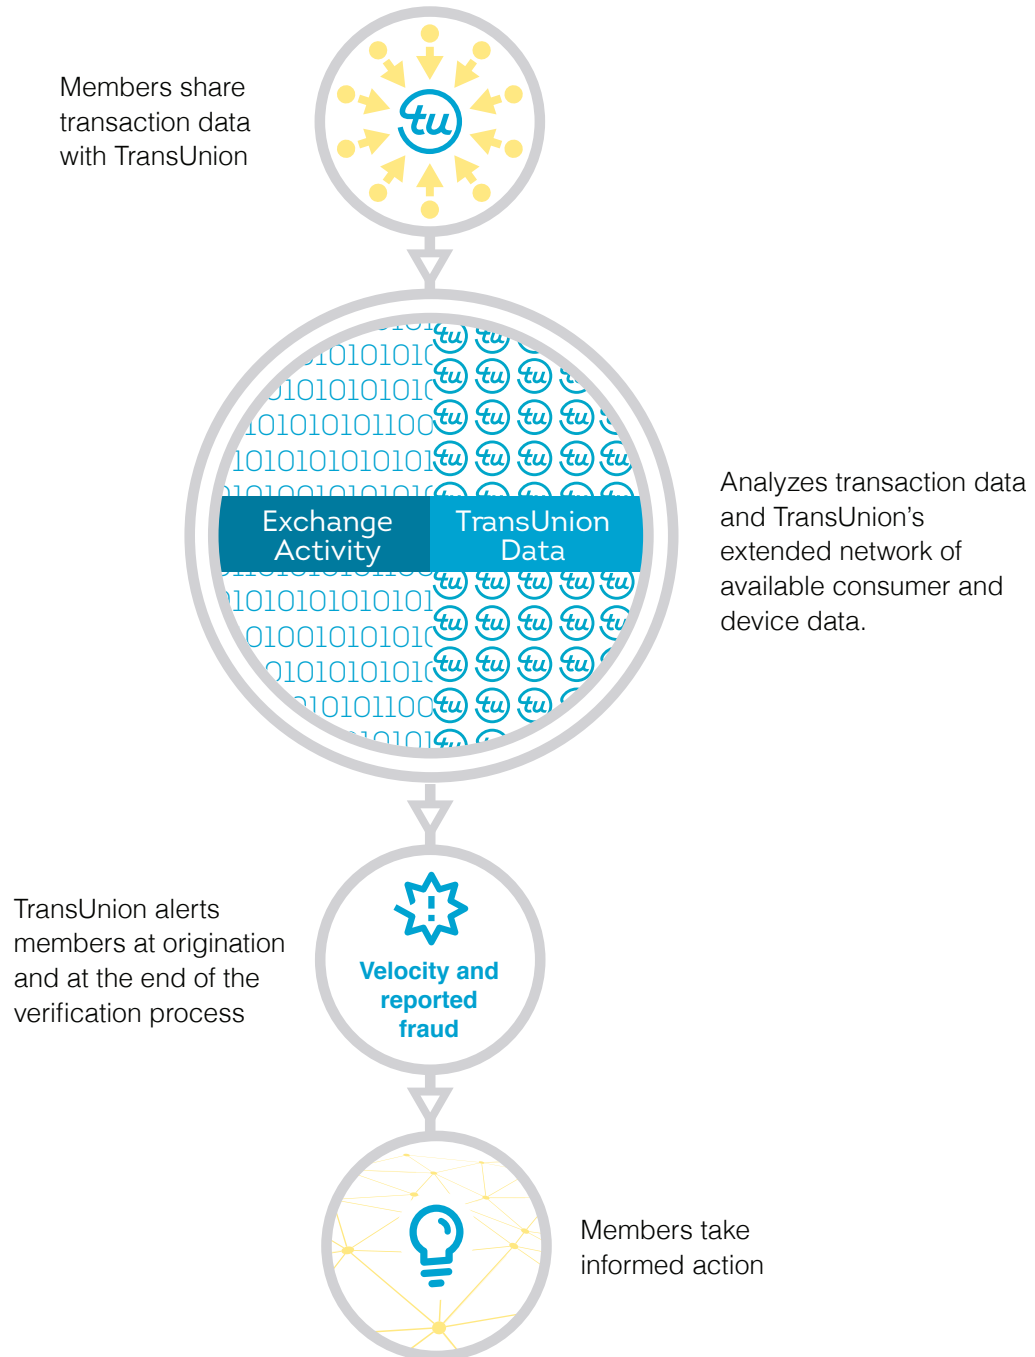 Members share
transaction data
with TransUnion
tu
Exchange
Activity
TransUnion
Data
Analyzes transaction data
and TransUnion’s
extended network of
available consumer and
device data.
TransUnion alerts
members at origination
and at the end of the
verification process
Velocity and
reported
fraud
Members take
informed action